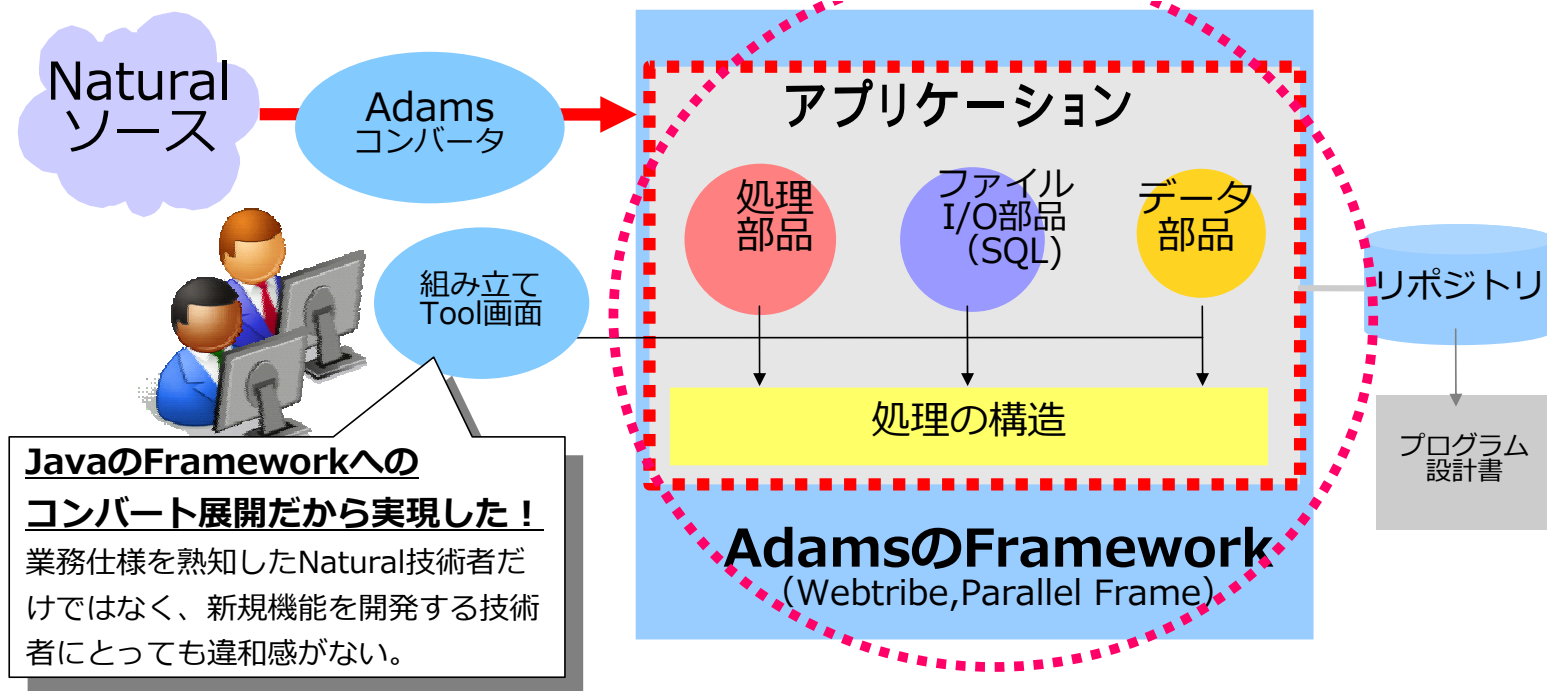 Natural
ソース
Adams
コンバータ
アプリケーション
処理
部品
ファイル
I/O部品
(SQL)
データ
部品
組み立て
Tool画面
リポジトリ
処理の構造
プログラム
設計書
JavaのFrameworkへの
コンバート展開だから実現した！
業務仕様を熟知したNatural技術者だ
けではなく、新規機能を開発する技術
者にとっても違和感がない。
AdamsのFramework
（Webtribe,Parallel Frame）